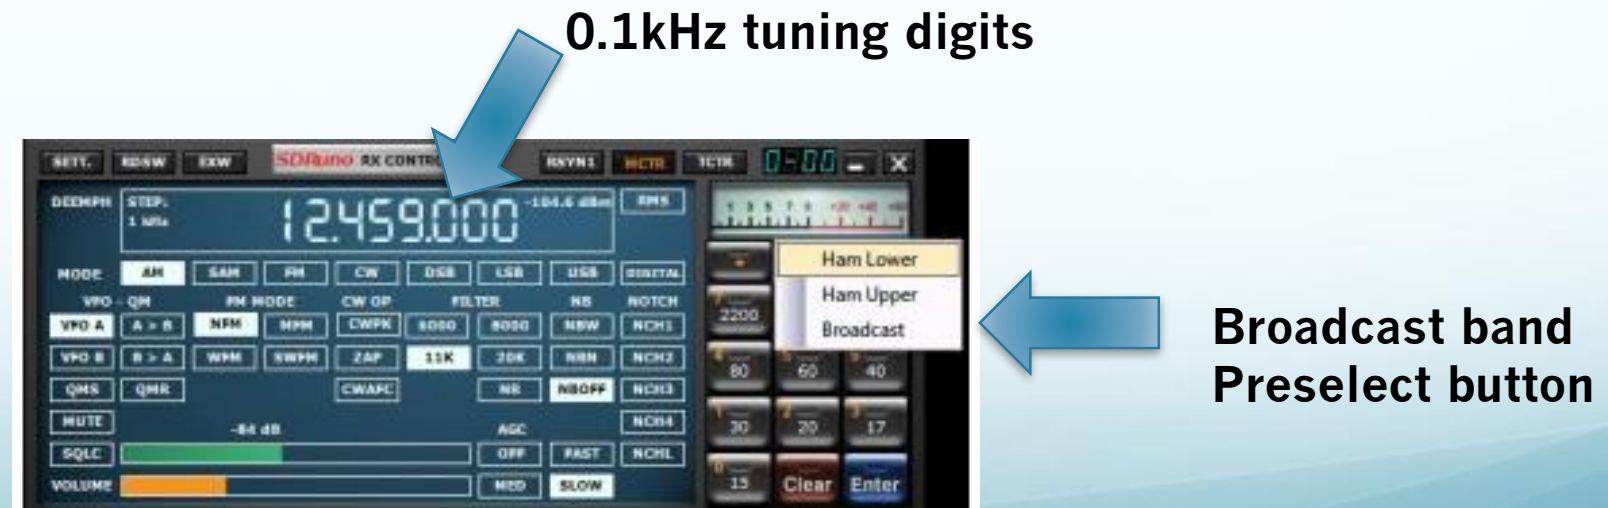 0.1kHz tuning digits
SETT. RDSW EXW SDRuno RX CONTRO RSYN1 MCTR TCTR 0-00
DEEMPH STEP: 12.459.000 -104.6 dBm RMS
1 kHz
MODE AM SAM FM CW DSB LSB USB DIGITAL
VFO - QM FM MODE CW OP FILTER NB NOTCH
VFO A A > B NFM MFM CWPK 6000 8000 NBW NCH1
VFO B B > A WFM SWFM ZAP 11K 20K NBN NCH2
QMS QMR CWAFC NR NBOFF NCH3
MUTE -84 dB AGC NCH4
SQLC OFF FAST NCHL
VOLUME MED SLOW
Ham Lower
Ham Upper
2200
Broadcast
80 60 40
30 20 17
15 Clear Enter
Broadcast band
Preselect button